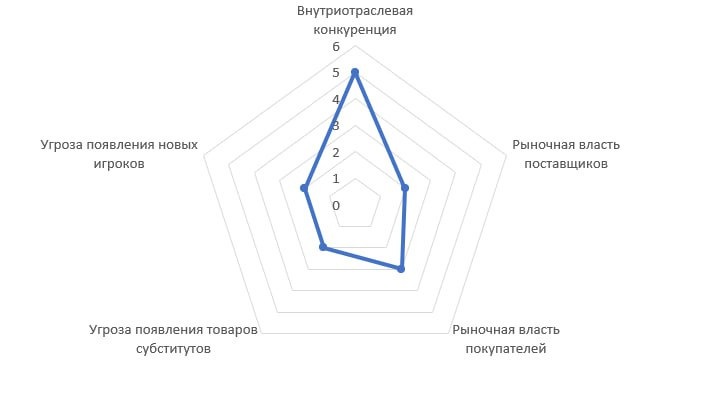 Внутриотраслевая
конкуренция
6
5
4
3
2
1
0
Рыночная власть
поставщиков
Рыночная власть
покупателей
Угроза появления товаров
субститутов
Угроза появления новых
игроков